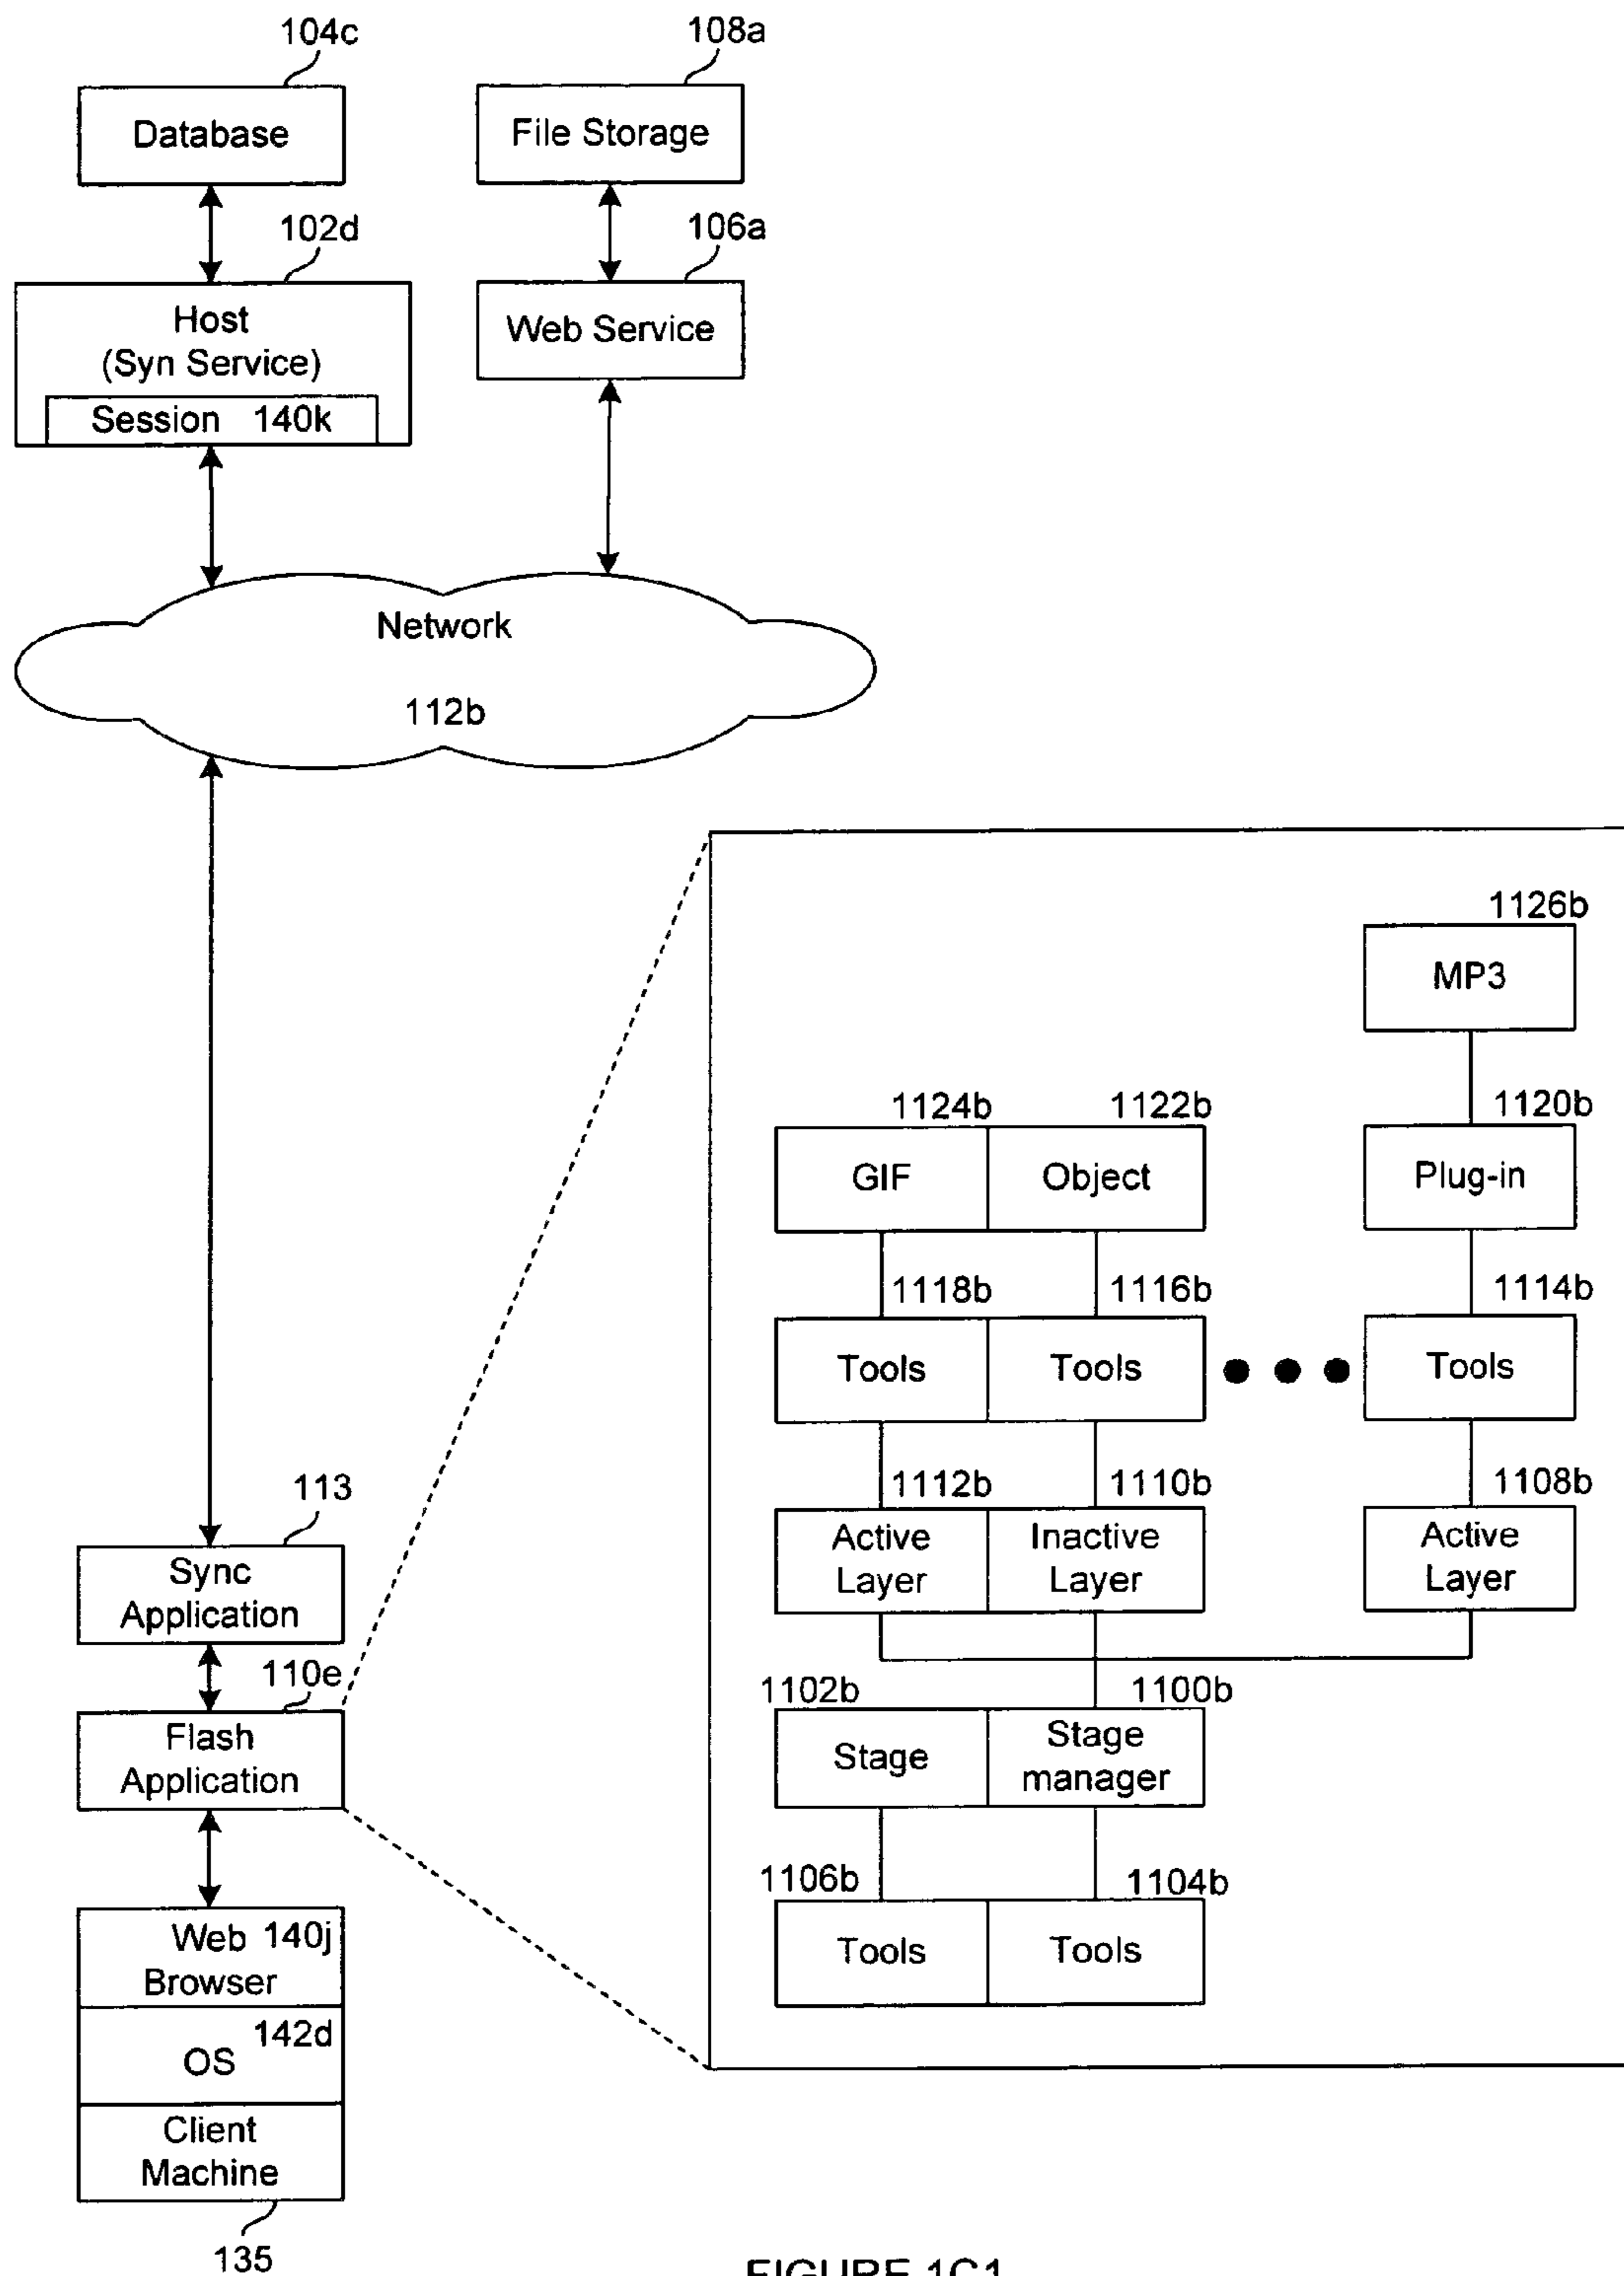 104c
108a
Database
File Storage
102d
106a
Host
(Syn Service)
Session 140k
Web Service
Network
112b
1126b
MP3
1124b
1122b
1120b
GIF
Object
Plug-in
1118b
1116b
1114b
Tools
Tools
Tools
1112b
1110b
1108b
Active
Layer
Inactive
Layer
Active
Layer
113
Sync
Application
110e
Flash
Application
1102b
1100b
Stage
Stage
manager
1106b
1104b
Tools
Tools
Web 140j
Browser
142d
OS
Client
Machine
135
FIGURE 1C1